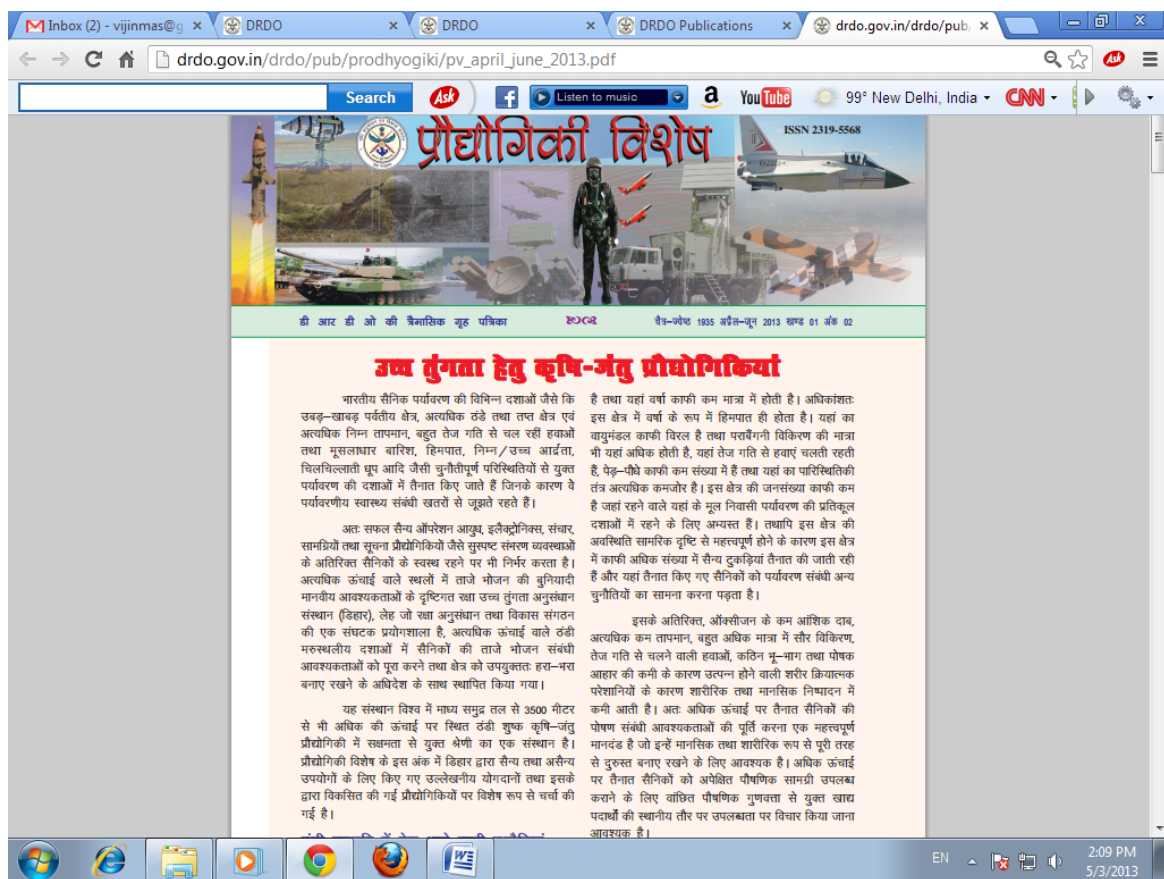 Inbox (2) - vijinmas@g
DRDO
DRDO
DRDO Publications
drdo.gov.in/drdo/pub/
drdo.gov.in/drdo/pub/prodhyogiki/pv_april_june_2013.pdf
Ask
Search
Ask
Listen to music
a
YouTube
99° New Delhi, India
CNN
प्रौद्योगिकी विशेष
ISSN 2319-5568
डी आर डी ओ की त्रैमासिक गृह पत्रिका
चैत्र–ज्येष्ठ 1935 अप्रैल–जून 2013 खण्ड 01 अंक 02
उच्च तुंगता हेतु कृषि-जंतु प्रौद्योगिकियां
भारतीय सैनिक पर्यावरण की विभिन्न दशाओं जैसे कि
उबड़–खाबड़ पर्वतीय क्षेत्र, अत्यधिक ठंडे तथा तप्त क्षेत्र एवं
अत्यधिक निम्न तापमान, बहुत तेज गति से चल रहीं हवाओं
तथा मूसलाधार बारिश, हिमपात, निम्न/उच्च आर्द्रता,
चिलचिल्लाती धूप आदि जैसी चुनौतीपूर्ण परिस्थितियों से युक्त
पर्यावरण की दशाओं में तैनात किए जाते हैं जिनके कारण वे
पर्यावरणीय स्वास्थ्य संबंधी खतरों से जूझते रहते हैं।
अतः सफल सैन्य ऑपरेशन आयुध, इलैक्ट्रोनिक्स, संचार,
सामग्रियों तथा सूचना प्रौद्योगिकियों जैसे सुस्पष्ट संभरण व्यवस्थाओं
के अतिरिक्त सैनिकों के स्वस्थ रहने पर भी निर्भर करता है।
अत्यधिक ऊंचाई वाले स्थलों में ताजे भोजन की बुनियादी
मानवीय आवश्यकताओं के दृष्टिगत रक्षा उच्च तुंगता अनुसंधान
संस्थान (डिहार), लेह जो रक्षा अनुसंधान तथा विकास संगठन
की एक संघटक प्रयोगशाला है, अत्यधिक ऊंचाई वाले ठंडी
मरुस्थलीय दशाओं में सैनिकों की ताजे भोजन संबंधी
आवश्यकताओं को पूरा करने तथा क्षेत्र को उपयुक्ततः हरा–भरा
बनाए रखने के अधिदेश के साथ स्थापित किया गया।
यह संस्थान विश्व में माध्य समुद्र तल से 3500 मीटर
से भी अधिक की ऊंचाई पर स्थित ठंडी शुष्क कृषि–जंतु
प्रौद्योगिकी में सक्षमता से युक्त श्रेणी का एक संस्थान है।
प्रौद्योगिकी विशेष के इस अंक में डिहार द्वारा सैन्य तथा असैन्य
उपयोगों के लिए किए गए उल्लेखनीय योगदानों तथा इसके
द्वारा विकसित की गई प्रौद्योगिकियों पर विशेष रूप से चर्चा की
गई है।
है तथा यहां वर्षा काफी कम मात्रा में होती है। अधिकांशतः
इस क्षेत्र में वर्षा के रूप में हिमपात ही होता है। यहां का
वायुमंडल काफी विरल है तथा पराबैंगनी विकिरण की मात्रा
भी यहां अधिक होती है, यहां तेज गति से हवाएं चलती रहती
हैं, पेड़–पौधे काफी कम संख्या में हैं तथा यहां का पारिस्थितिकी
तंत्र अत्यधिक कमजोर है। इस क्षेत्र की जनसंख्या काफी कम
है जहां रहने वाले यहां के मूल निवासी पर्यावरण की प्रतिकूल
दशाओं में रहने के लिए अभ्यस्त हैं। तथापि इस क्षेत्र की
अवस्थिति सामरिक दृष्टि से महत्त्वपूर्ण होने के कारण इस क्षेत्र
में काफी अधिक संख्या में सैन्य टुकड़ियां तैनात की जाती रही
हैं और यहां तैनात किए गए सैनिकों को पर्यावरण संबंधी अन्य
चुनौतियों का सामना करना पड़ता है।
इसके अतिरिक्त, ऑक्सीजन के कम आंशिक दाब,
अत्यधिक कम तापमान, बहुत अधिक मात्रा में सौर विकिरण,
तेज गति से चलने वाली हवाओं, कठिन भू–भाग तथा पोषक
आहार की कमी के कारण उत्पन्न होने वाली शरीर क्रियात्मक
परेशानियों के कारण शारीरिक तथा मानसिक निष्पादन में
कमी आती है। अतः अधिक ऊंचाई पर तैनात सैनिकों की
पोषण संबंधी आवश्यकताओं की पूर्ति करना एक महत्त्वपूर्ण
मानदंड है जो इन्हें मानसिक तथा शारीरिक रूप से पूरी तरह
से दुरुस्त बनाए रखने के लिए आवश्यक है। अधिक ऊंचाई
पर तैनात सैनिकों को अपेक्षित पौषणिक सामग्री उपलब्ध
कराने के लिए वांछित पौषणिक गुणवत्ता से युक्त खाद्य
पदार्थों की स्थानीय तौर पर उपलब्धता पर विचार किया जाना
आवश्यक है।
EN
2:09 PM
5/3/2013